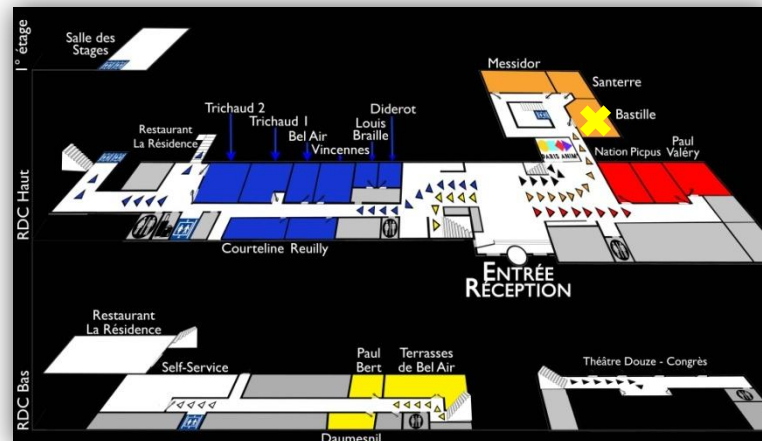 1° étage
Salle des
Stages
Messidor
Santerre
Bastille
Trichaud 2
Trichaud 1
Bel Air
Vincennes
Louis
Braille
Diderot
Restaurant
La Résidence
PARIS ANIM'
Nation Picpus
Paul
Valéry
RDC Haut
Courteline Reuilly
ENTRÉE
RÉCEPTION
Restaurant
La Résidence
Self-Service
Paul
Bert
Terrasses
de Bel Air
Théâtre Douze - Congrès
RDC Bas
Daumesnil